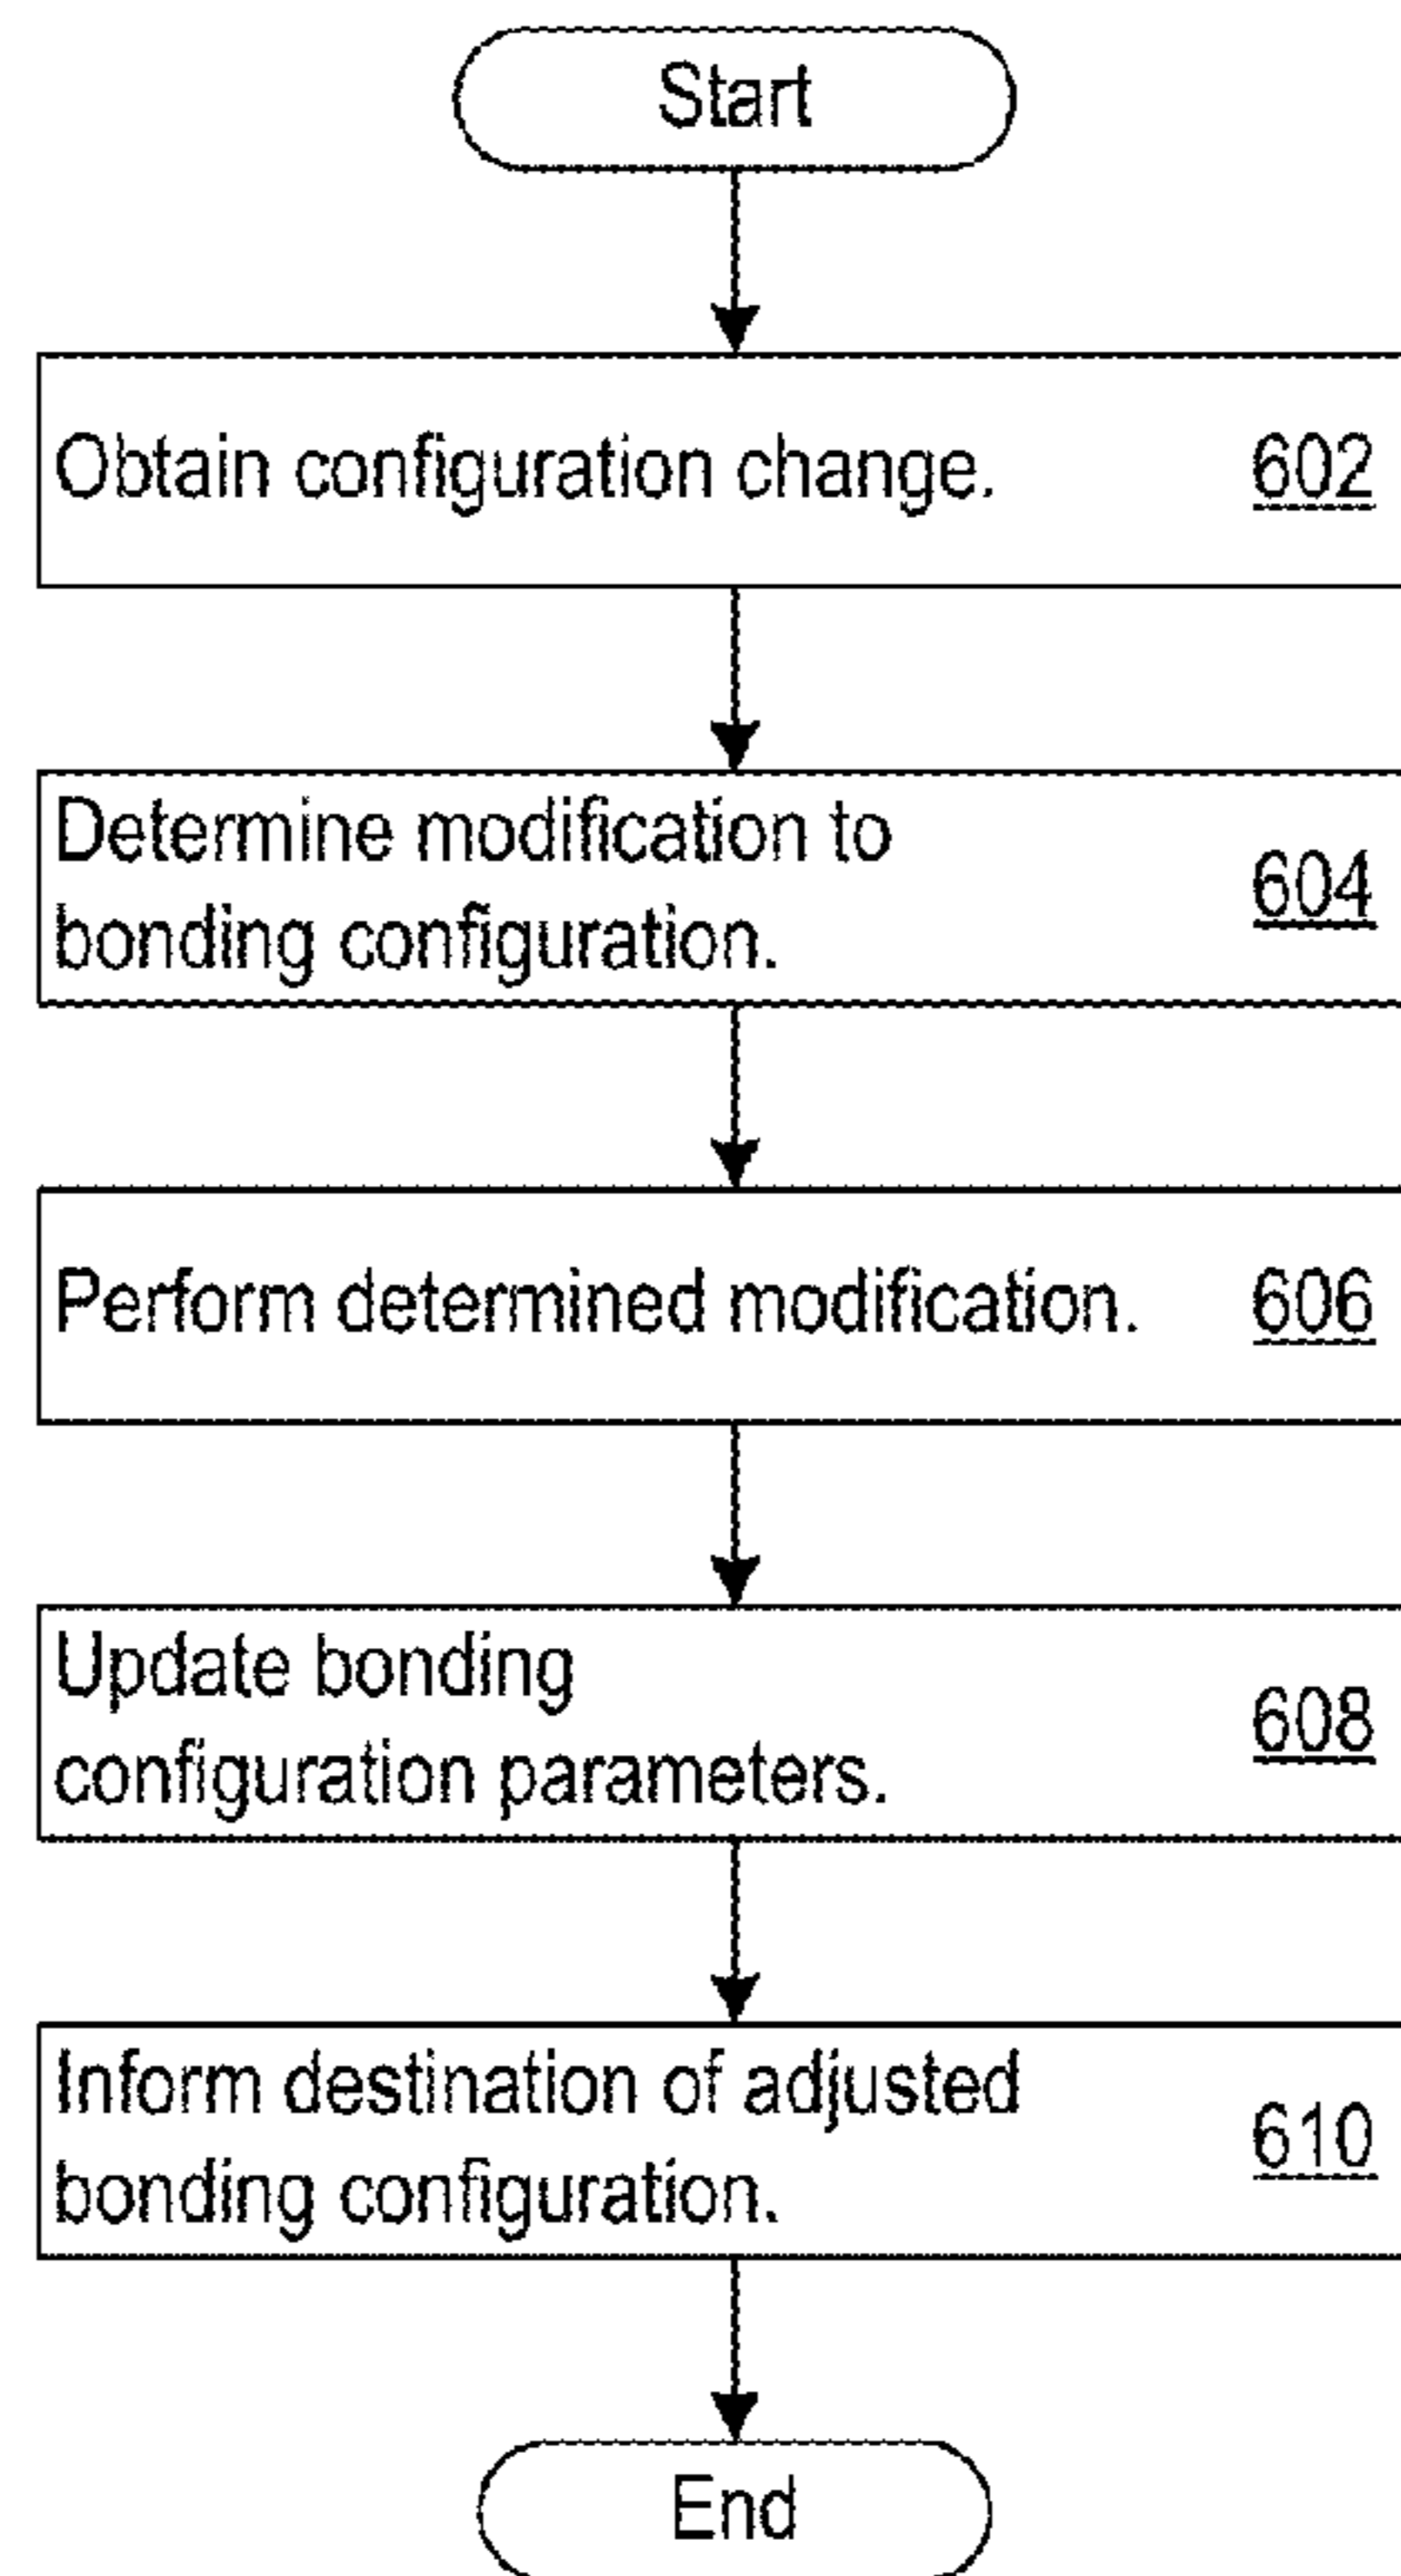 Start
Obtain configuration change. 602
Determine modification to
bonding configuration. 604
Perform determined modification. 606
Update bonding
configuration parameters. 608
Inform destination of adjusted
bonding configuration. 610
End